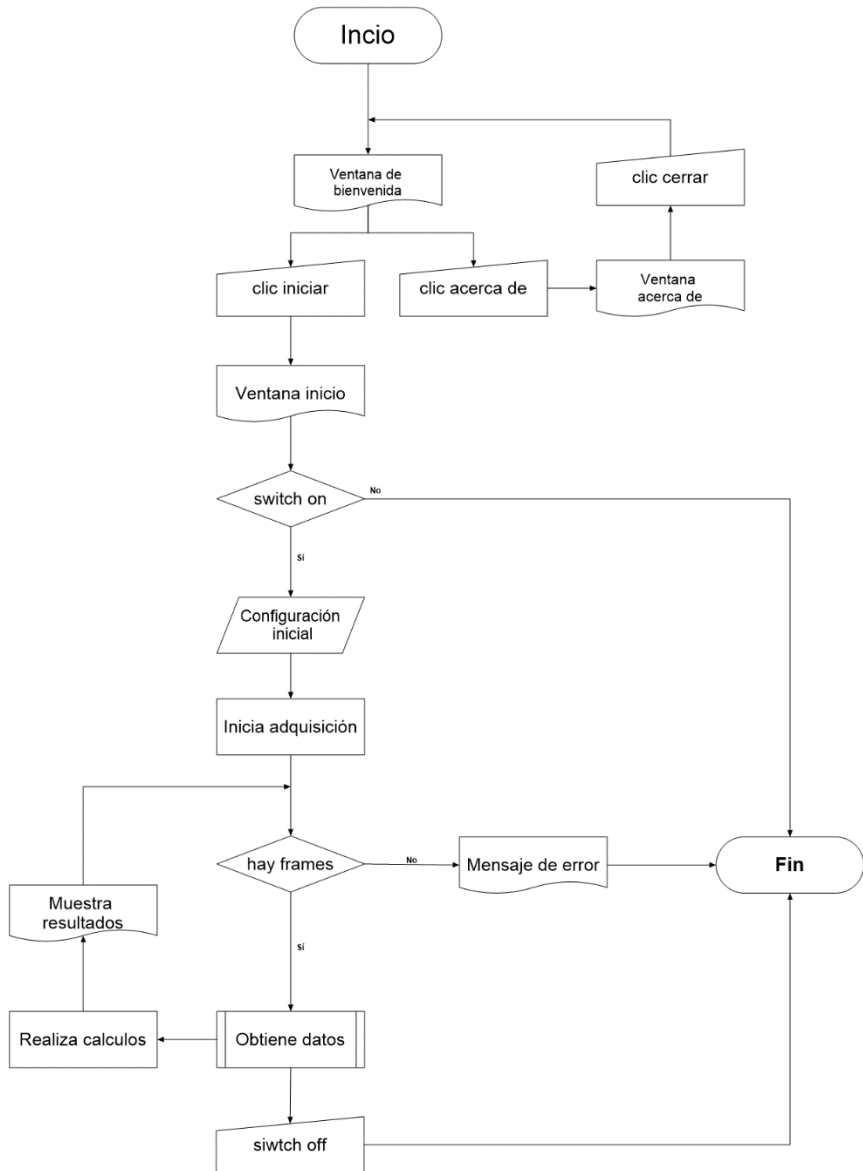 Incio
Ventana de
bienvenida
clic cerrar
clic iniciar
clic acerca de
Ventana
acerca de
Ventana inicio
switch on
No
Sí
Configuración
inicial
Inicia adquisición
hay frames
No
Mensaje de error
Fin
Muestra
resultados
Sí
Realiza calculos
Obtiene datos
siwtch off